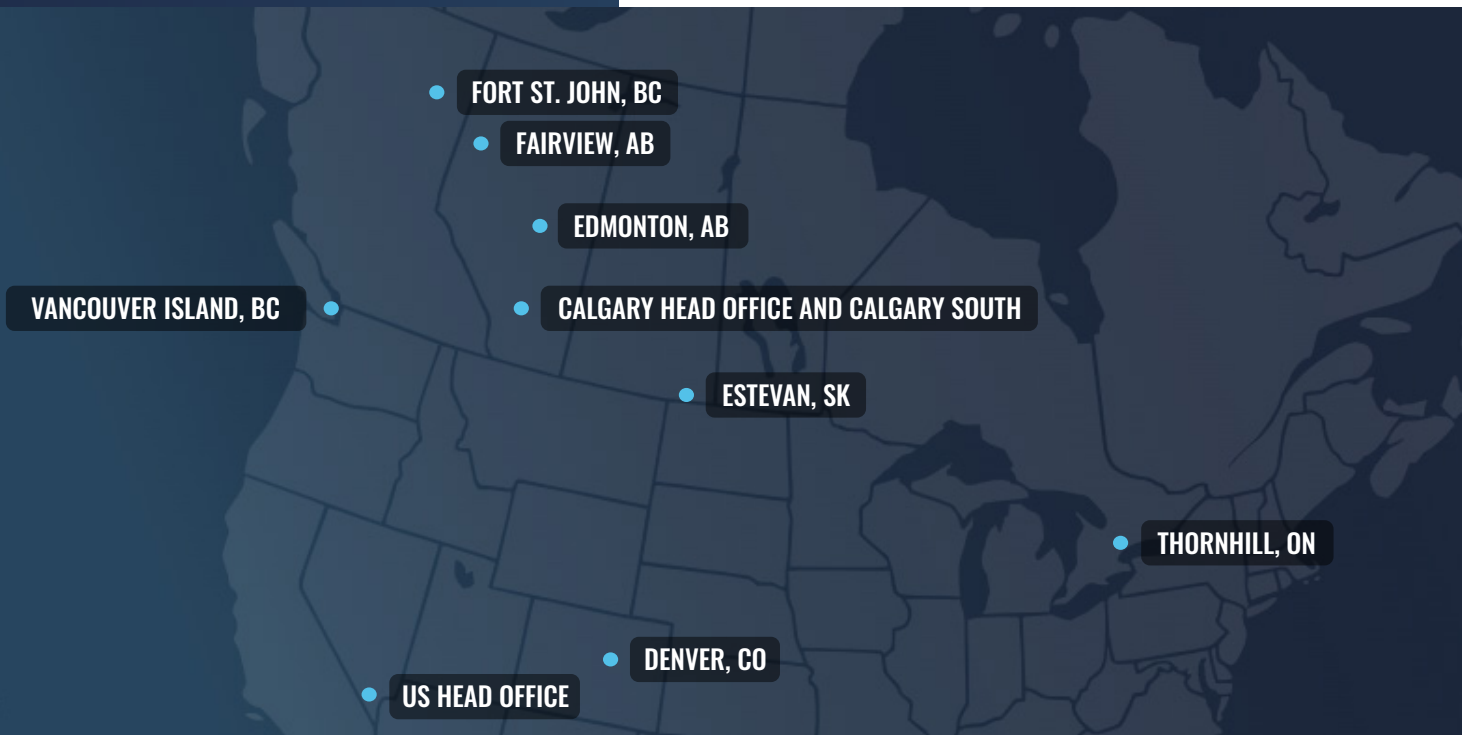 FORT ST. JOHN, BC
FAIRVIEW, AB
EDMONTON, AB
VANCOUVER ISLAND, BC
CALGARY HEAD OFFICE AND CALGARY SOUTH
ESTEVAN, SK
THORNHILL, ON
DENVER, CO
US HEAD OFFICE